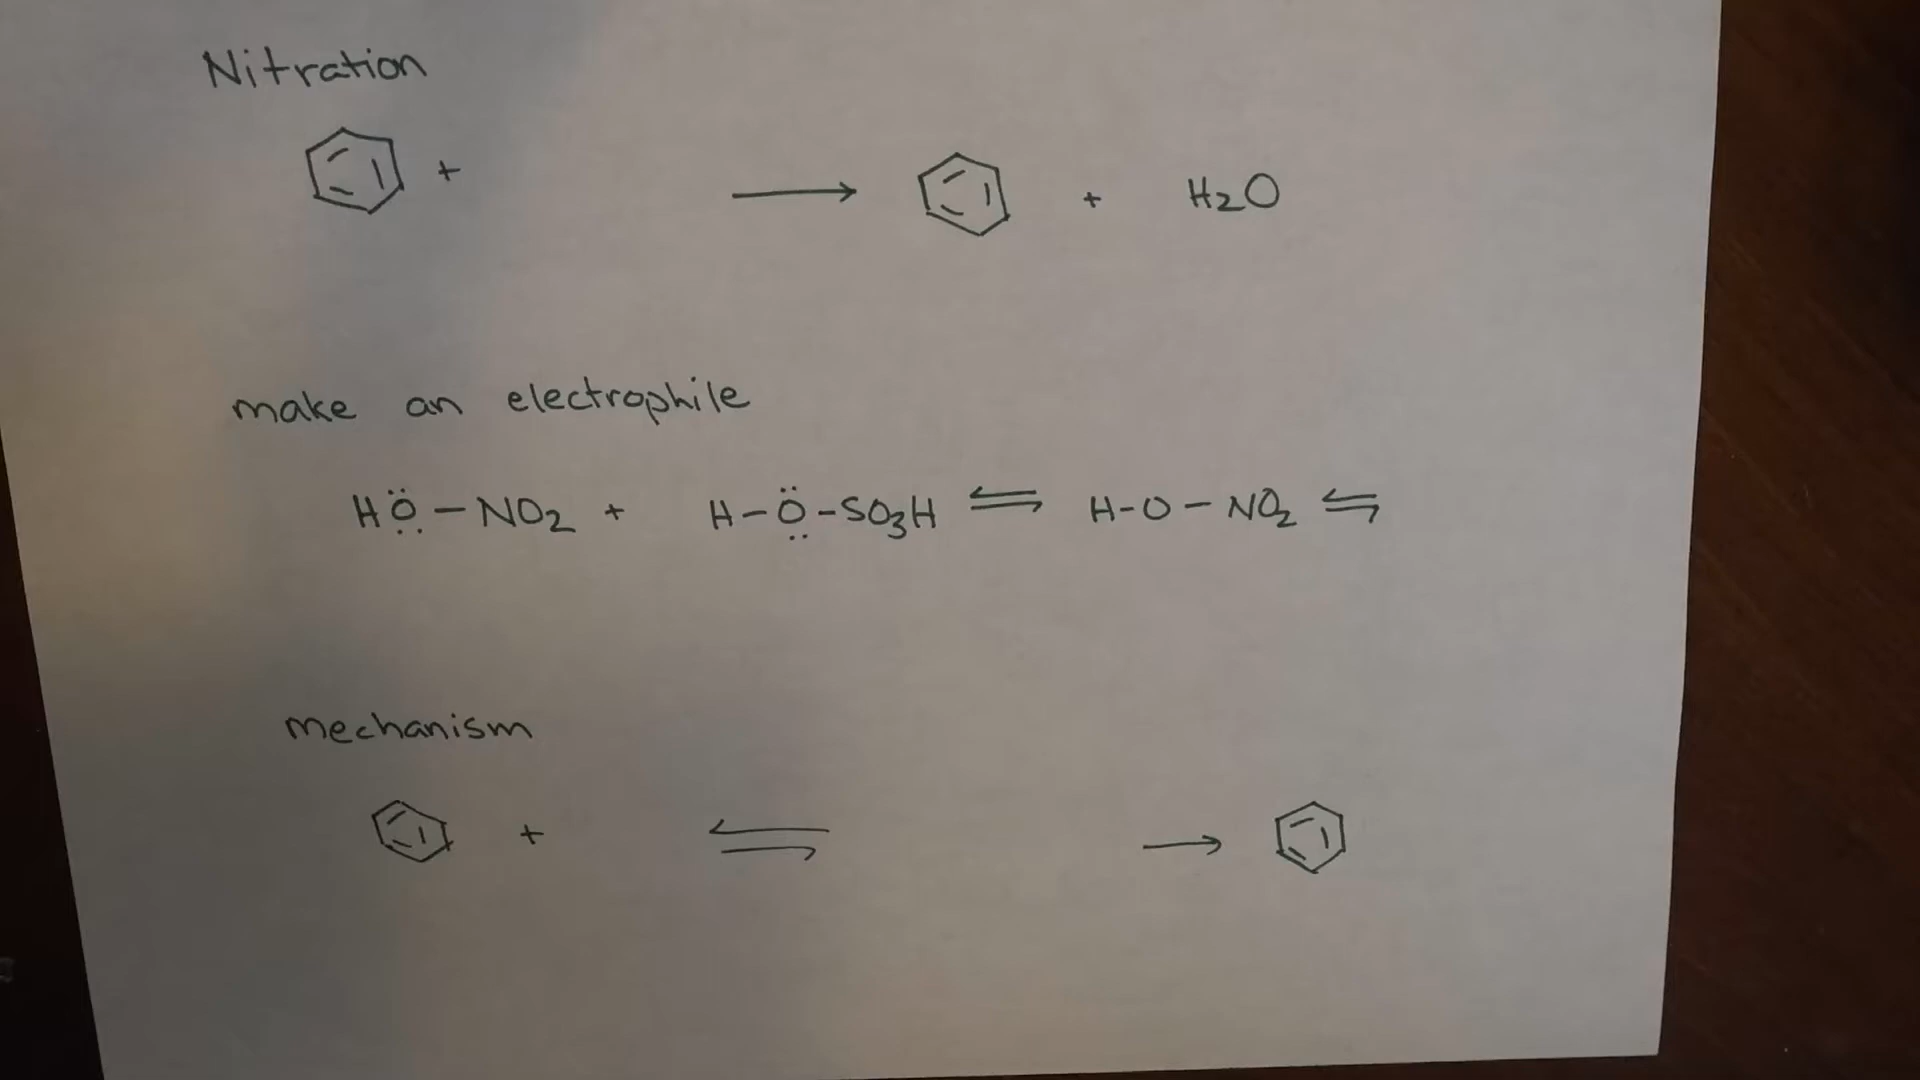 Nitration
+ → + H2O
make an electrophile
HÖ-NO2 + H-Ö-SO3H ⇌ H-O-NO2 ⇌
mechanism
+ ⇌ →